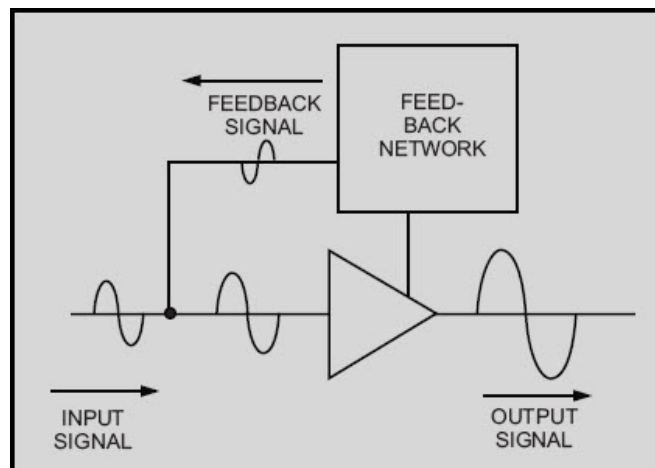 FEEDBACK
SIGNAL
FEED-
BACK
NETWORK
INPUT
SIGNAL
OUTPUT
SIGNAL